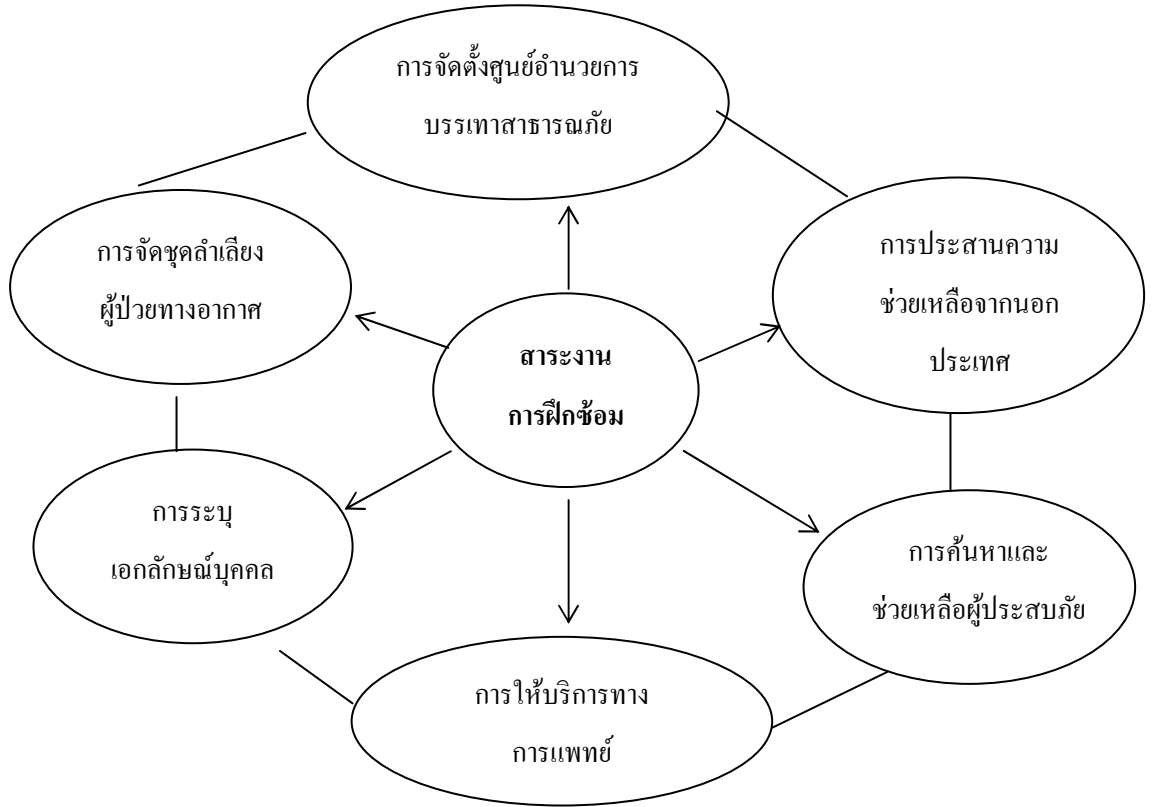 การจัดตั้งศูนย์อำนวยการ
บรรเทาสาธารณภัย
การจัดชุดลำเลียง
ผู้ป่วยทางอากาศ
การประสานความ
ช่วยเหลือจากนอก
ประเทศ
สาระงาน
การฝึกซ้อม
การระบุ
เอกลักษณ์บุคคล
การค้นหาและ
ช่วยเหลือผู้ประสบภัย
การให้บริการทาง
การแพทย์